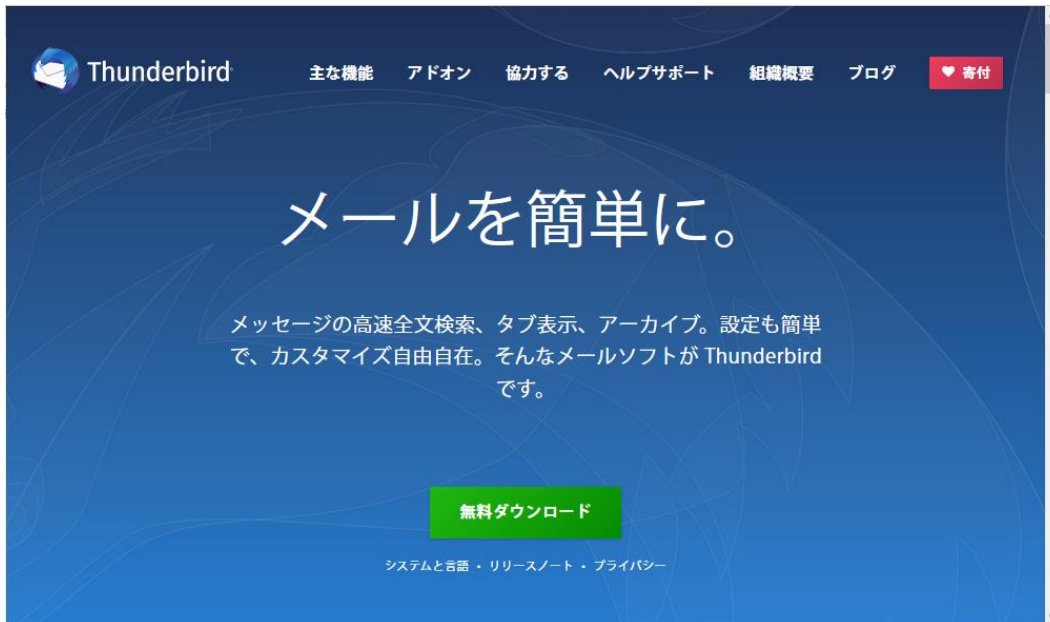 Thunderbird
主な機能 アドオン 協力する ヘルプサポート 組織概要 ブログ ♥ 寄付
メールを簡単に。
メッセージの高速全文検索、タブ表示、アーカイブ。設定も簡単
で、カスタマイズ自由自在。そんなメールソフトが Thunderbird
です。
無料ダウンロード
システムと言語 • リリースノート • プライバシー